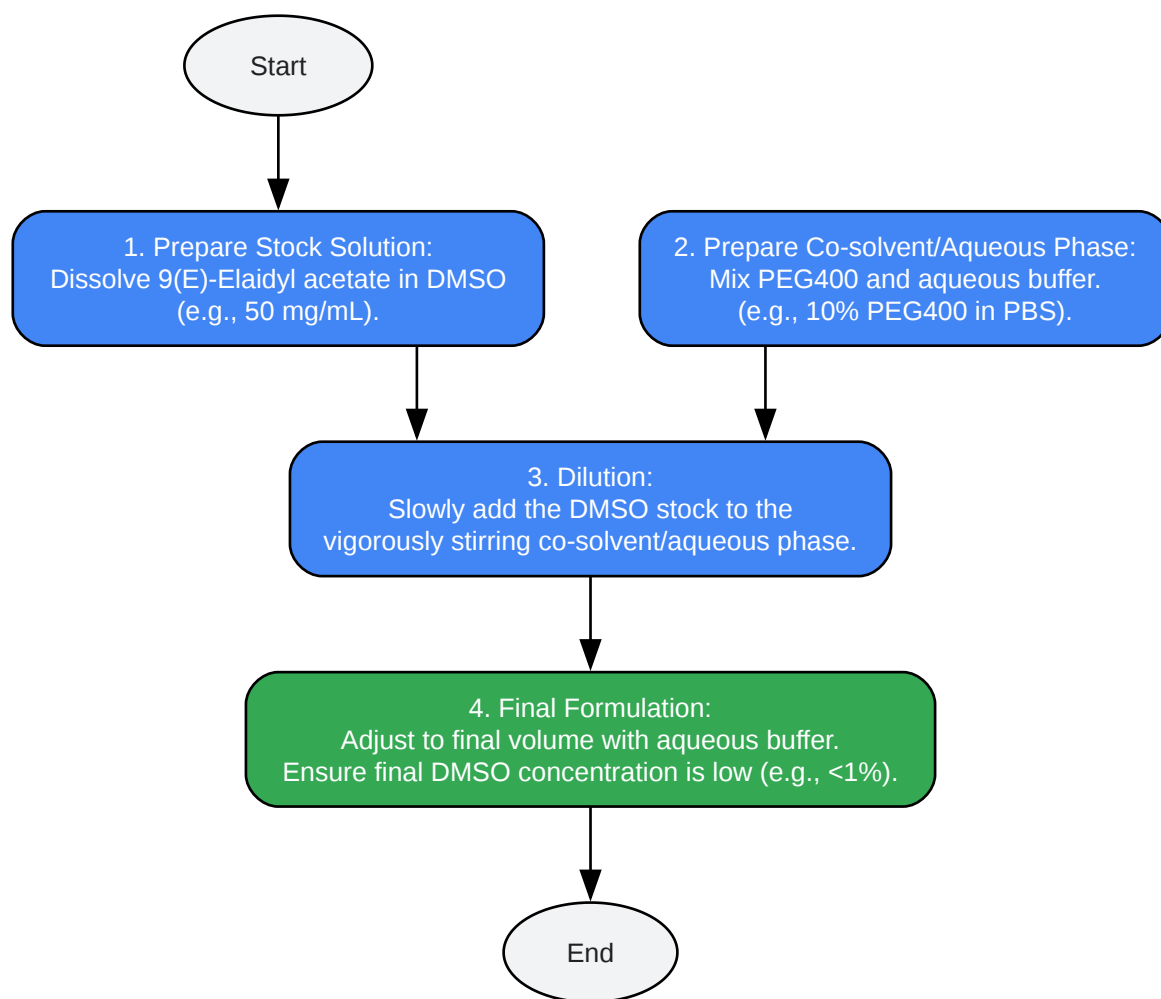 Start
1. Prepare Stock Solution:
Dissolve 9(E)-Elaidyl acetate in DMSO
(e.g., 50 mg/mL).
2. Prepare Co-solvent/Aqueous Phase:
Mix PEG400 and aqueous buffer.
(e.g., 10% PEG400 in PBS).
3. Dilution:
Slowly add the DMSO stock to the
vigorously stirring co-solvent/aqueous phase.
4. Final Formulation:
Adjust to final volume with aqueous buffer.
Ensure final DMSO concentration is low (e.g., <1%).
End